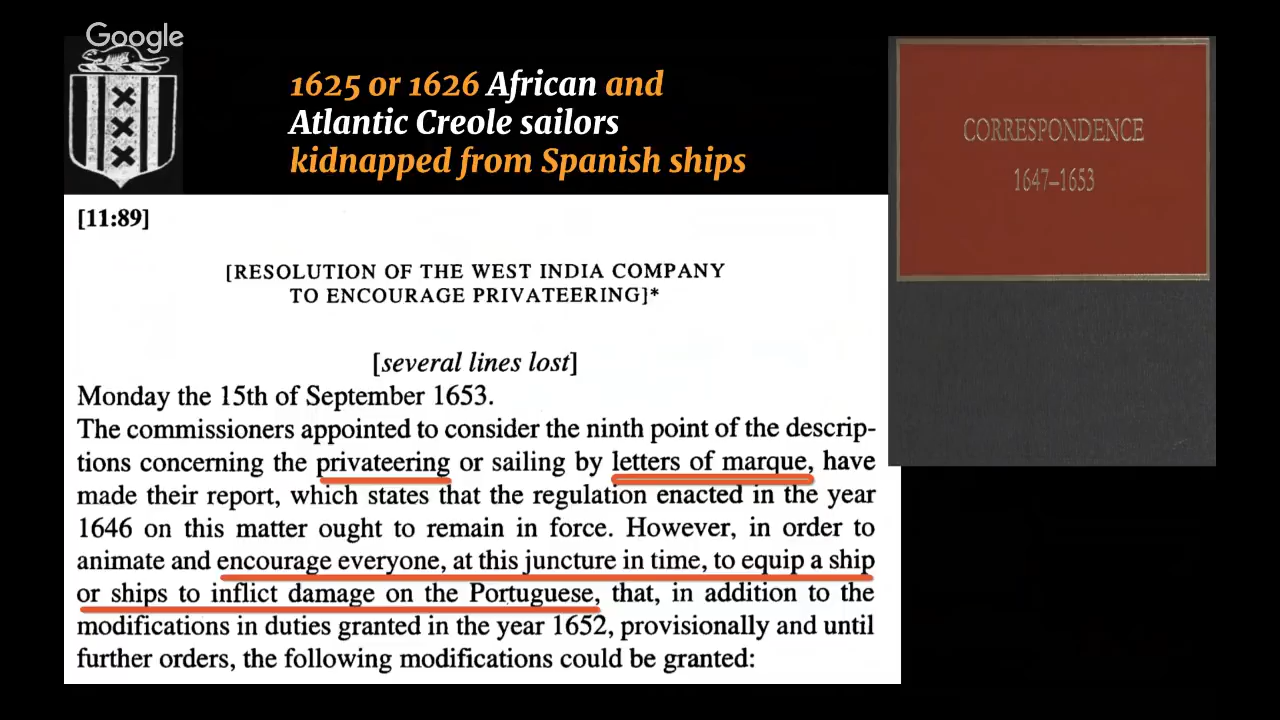 Google
1625 or 1626 African and
Atlantic Creole sailors
kidnapped from Spanish ships
CORRESPONDENCE
1647–1653
[11:89]
[RESOLUTION OF THE WEST INDIA COMPANY
TO ENCOURAGE PRIVATEERING]*
[several lines lost]
Monday the 15th of September 1653.
The commissioners appointed to consider the ninth point of the descrip-
tions concerning the privateering or sailing by letters of marque, have
made their report, which states that the regulation enacted in the year
1646 on this matter ought to remain in force. However, in order to
animate and encourage everyone, at this juncture in time, to equip a ship
or ships to inflict damage on the Portuguese, that, in addition to the
modifications in duties granted in the year 1652, provisionally and until
further orders, the following modifications could be granted: